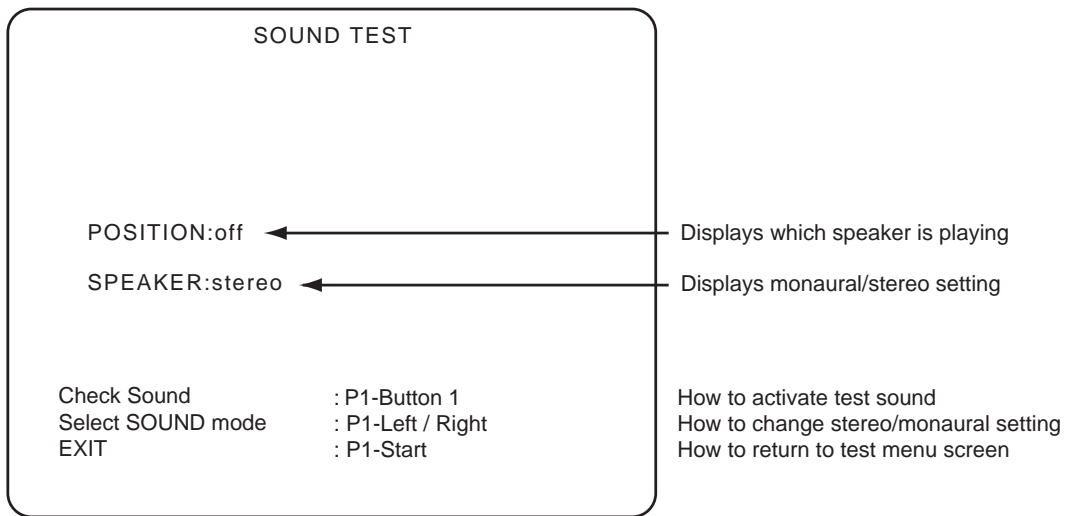 SOUND TEST
POSITION:off
Displays which speaker is playing
SPEAKER:stereo
Displays monaural/stereo setting
Check Sound : P1-Button 1 How to activate test sound
Select SOUND mode : P1-Left / Right How to change stereo/monaural setting
EXIT : P1-Start How to return to test menu screen